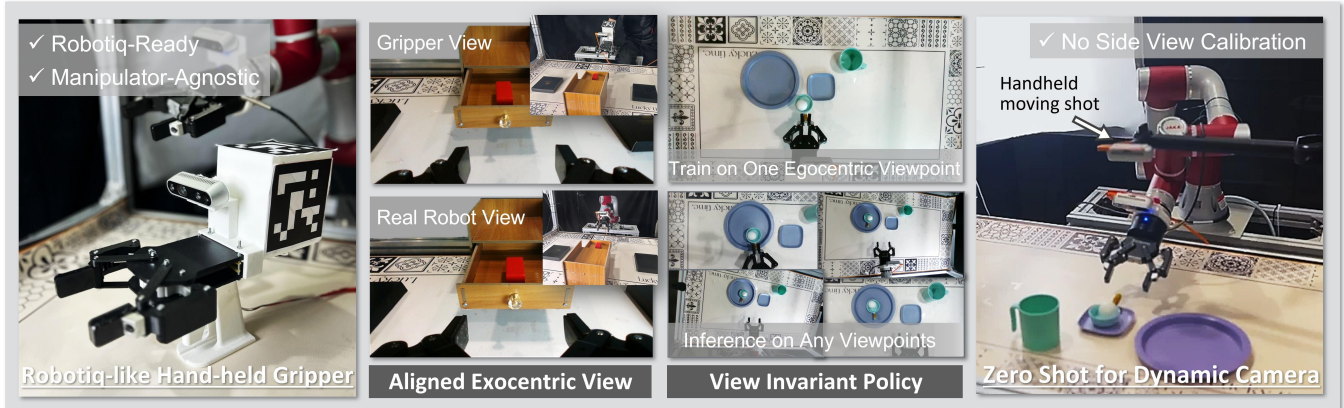 ✓ Robotiq-Ready
✓ Manipulator-Agnostic
Robotiq-like Hand-held Gripper
Gripper View
Real Robot View
Aligned Exocentric View
Train on One Egocentric Viewpoint
Inference on Any Viewpoints
View Invariant Policy
✓ No Side View Calibration
Handheld
moving shot
Zero Shot for Dynamic Camera